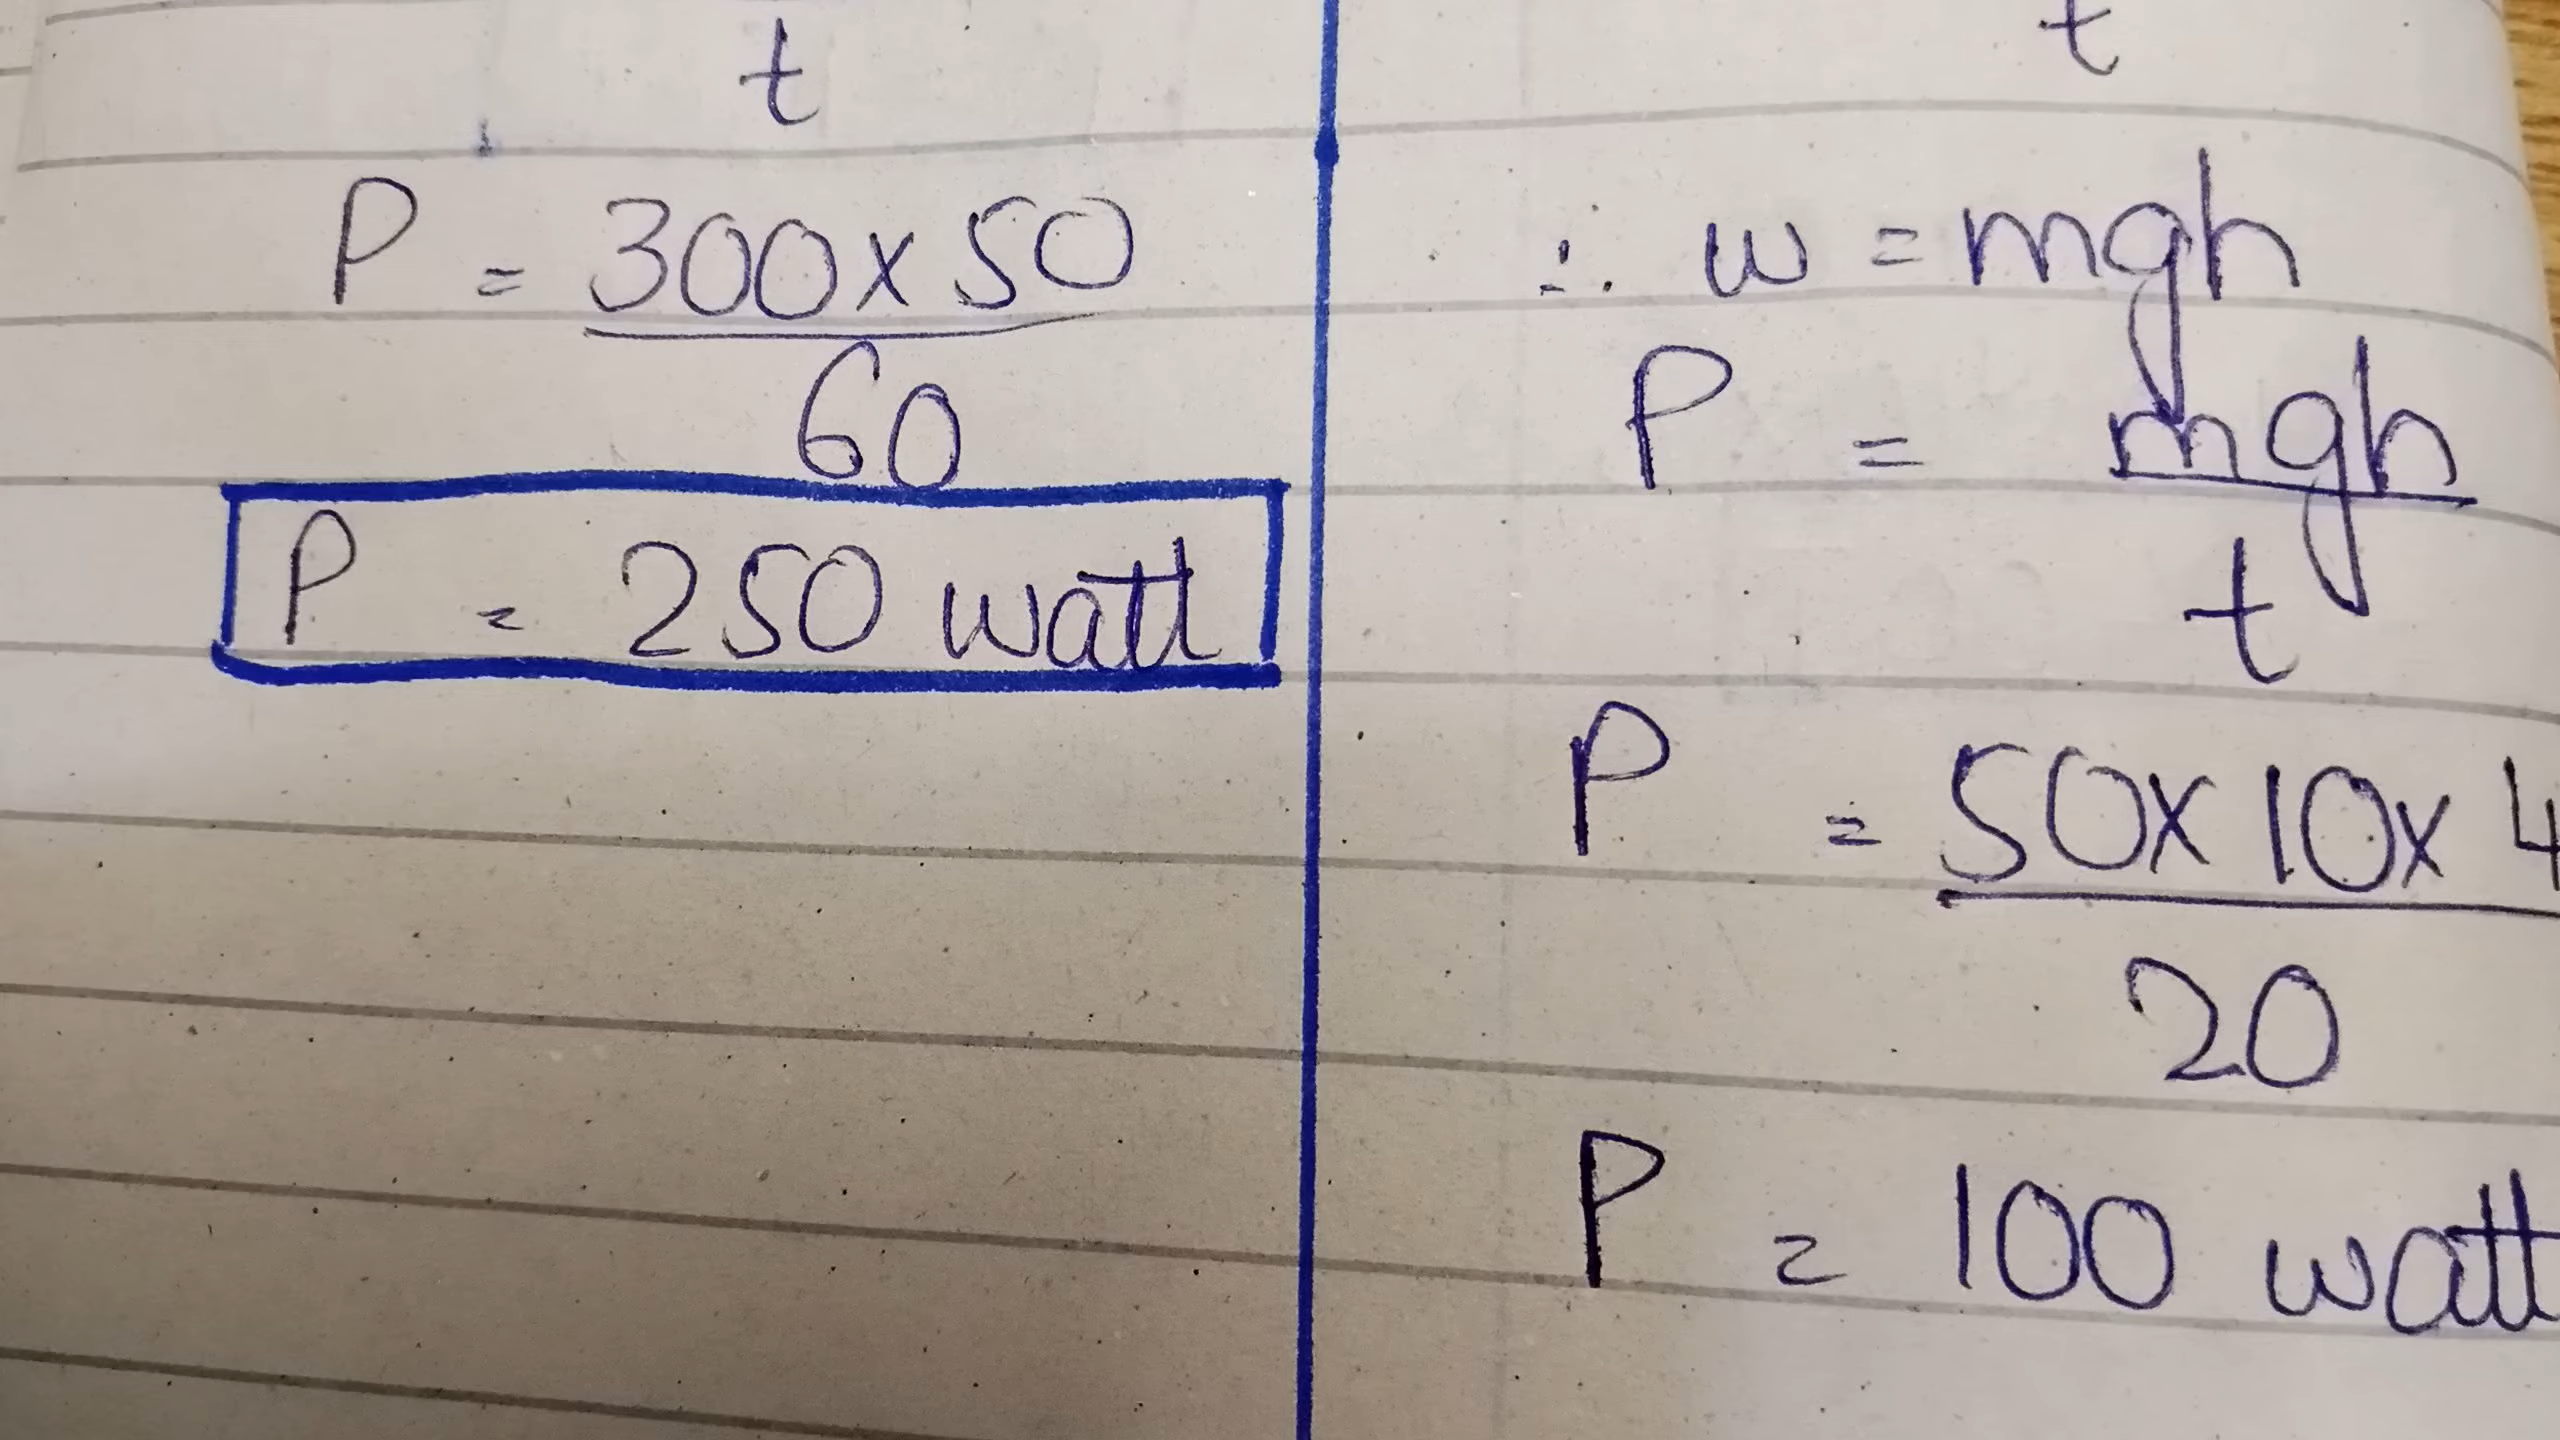 t
P = 300 x 50
60
P = 250 watt
t
∴ w = mgh
P = mgh
t
P = 50 x 10 x 4
20
P = 100 watt